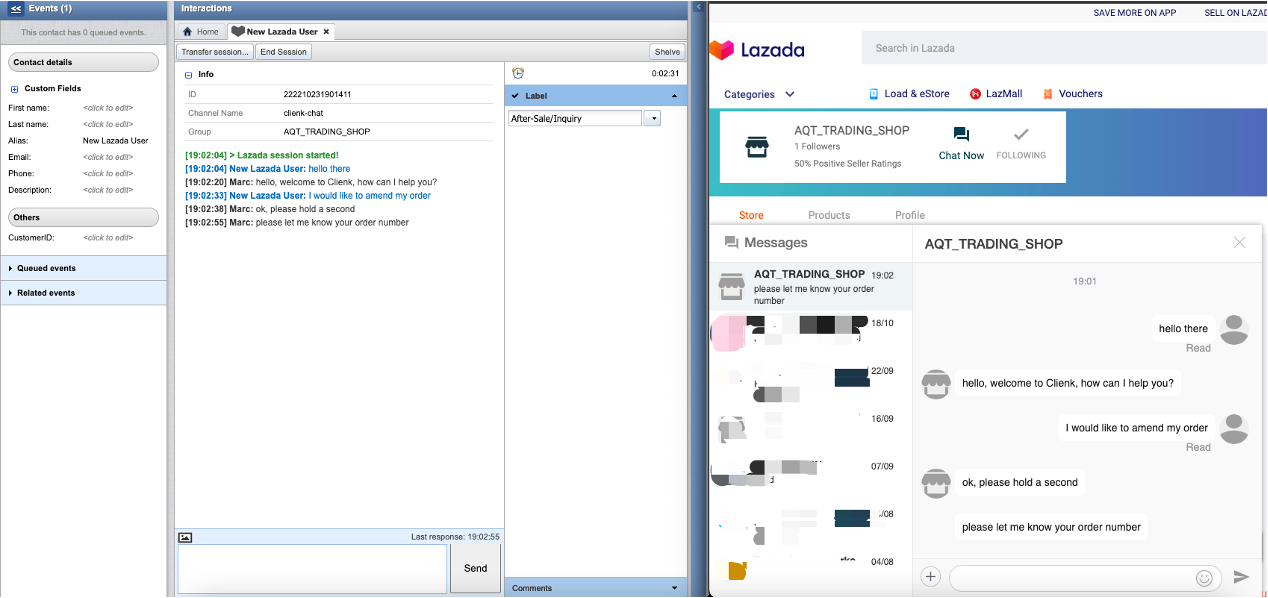 << Events (1)
This contact has 0 queued events.
Contact details
Custom Fields
First name: <click to edit>
Last name: <click to edit>
Alias: New Lazada User
Email: <click to edit>
Phone: <click to edit>
Description: <click to edit>
Others
CustomerID: <click to edit>
Queued events
Related events
Interactions
Home New Lazada User
Transfer session... End Session Shelve
Info
ID 222210231901411
Channel Name clienk-chat
Group AQT_TRADING_SHOP
[19:02:04] > Lazada session started!
[19:02:04] New Lazada User: hello there
[19:02:20] Marc: hello, welcome to Clienk, how can I help you?
[19:02:33] New Lazada User: I would like to amend my order
[19:02:38] Marc: ok, please hold a second
[19:02:55] Marc: please let me know your order number
Last response: 19:02:55
Send
0:02:31
Label
After-Sale/Inquiry
Comments
<
SAVE MORE ON APP SELL ON LAZAD
Lazada
Search in Lazada
Categories Load & eStore LazMall Vouchers
AQT_TRADING_SHOP
1 Followers
50% Positive Seller Ratings
Chat Now
FOLLOWING
Store Products Profile
Messages
AQT_TRADING_SHOP 19:02
please let me know your order
number
18/10
22/09
16/09
07/09
/08
04/08
AQT_TRADING_SHOP
19:01
hello there
Read
hello, welcome to Clienk, how can I help you?
I would like to amend my order
Read
ok, please hold a second
please let me know your order number